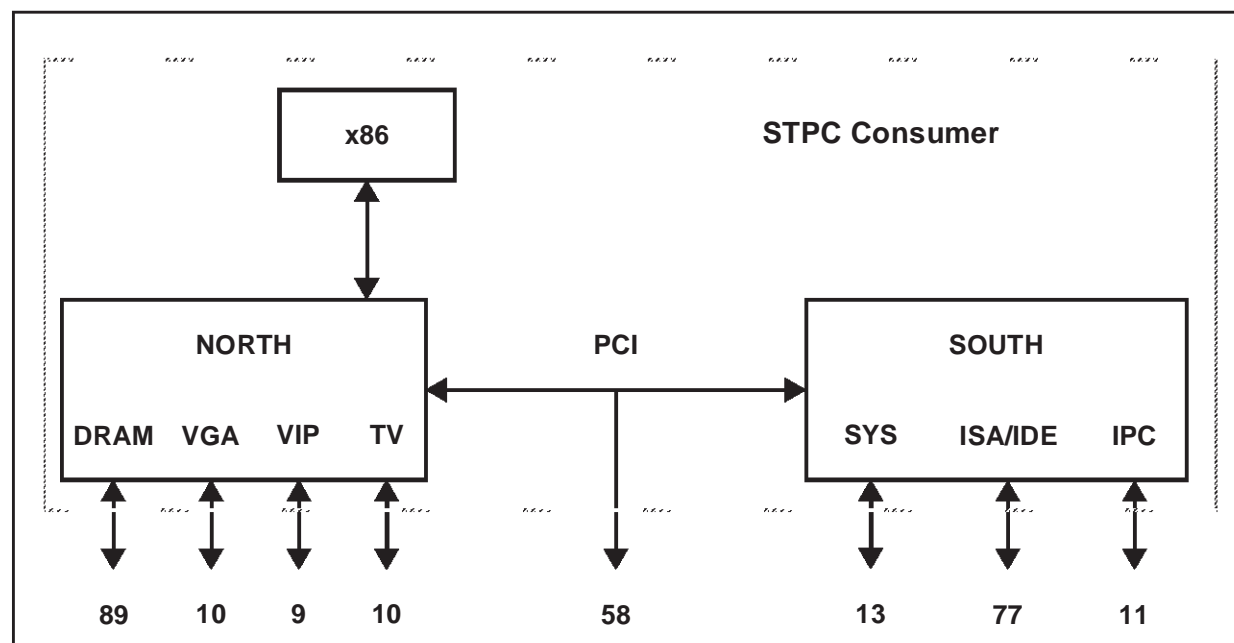 x86
STPC Consumer
NORTH
PCI
SOUTH
DRAM VGA VIP TV
SYS ISA/IDE IPC
89 10 9 10 58 13 77 11